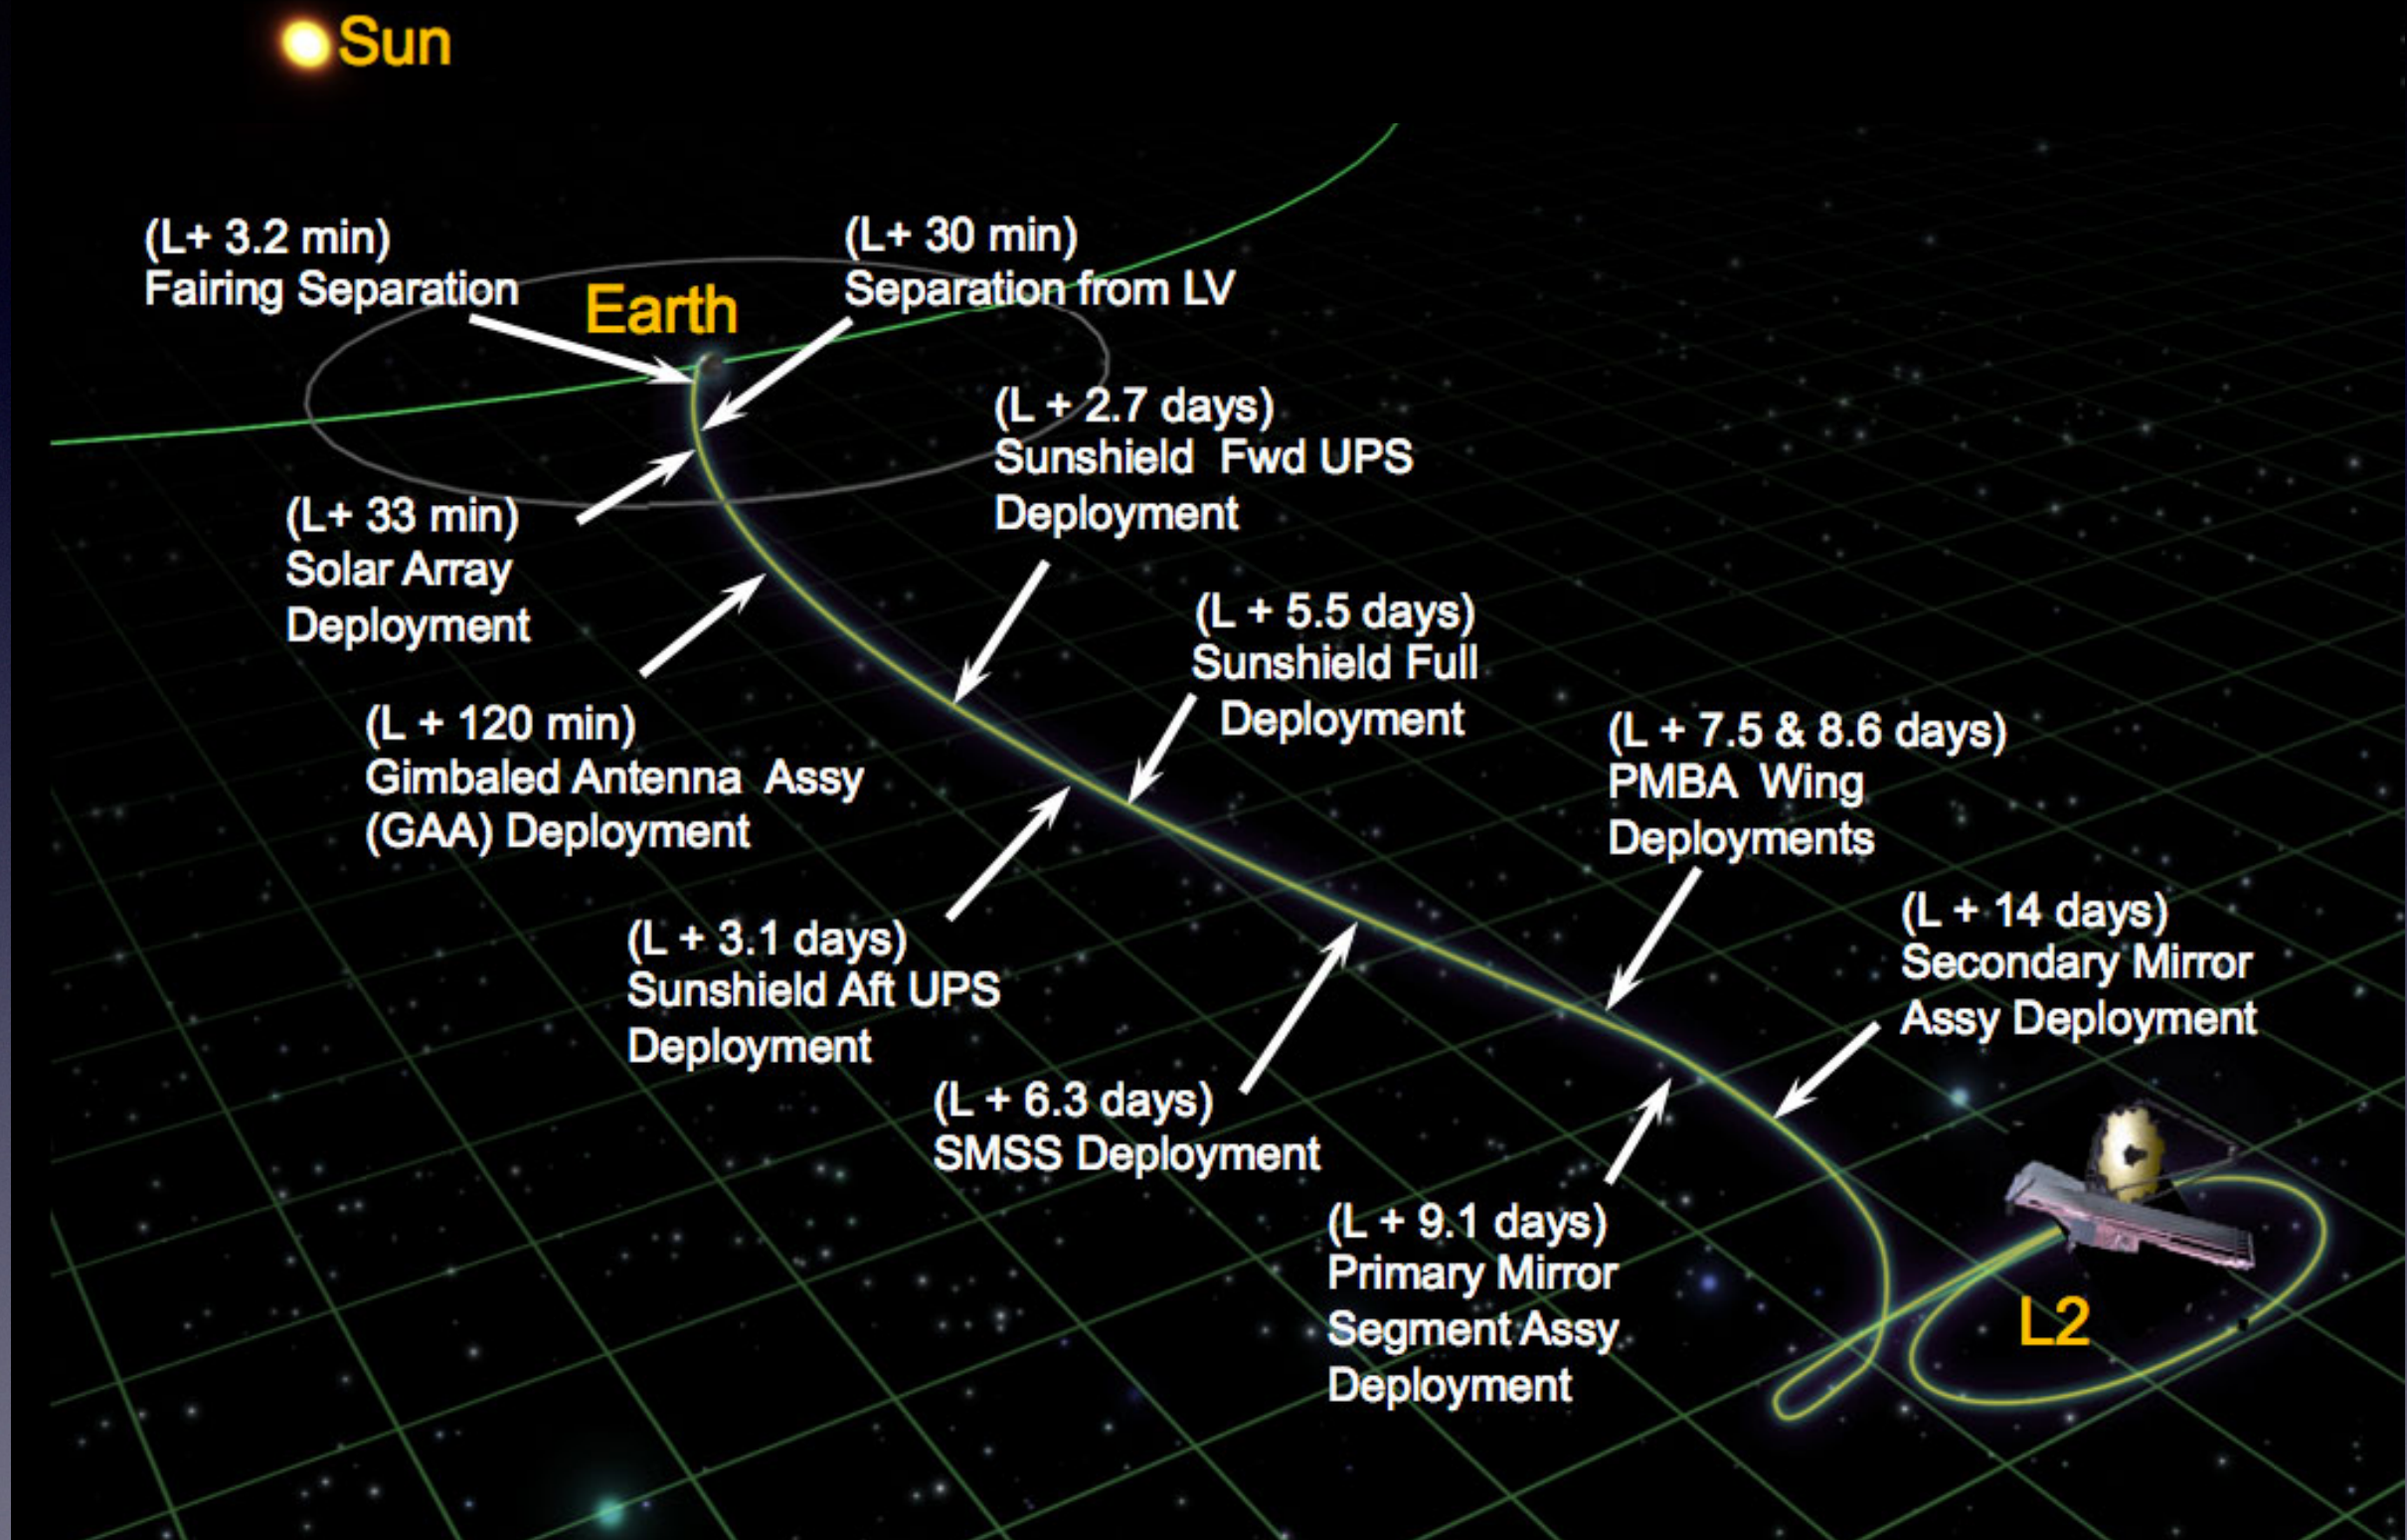 Sun
(L+ 3.2 min)
Fairing Separation
Earth
(L+ 30 min)
Separation from LV
(L+ 33 min)
Solar Array
Deployment
(L + 2.7 days)
Sunshield Fwd UPS
Deployment
(L + 120 min)
Gimbaled Antenna Assy
(GAA) Deployment
(L + 5.5 days)
Sunshield Full
Deployment
(L + 3.1 days)
Sunshield Aft UPS
Deployment
(L + 7.5 & 8.6 days)
PMBA Wing
Deployments
(L + 6.3 days)
SMSS Deployment
(L + 14 days)
Secondary Mirror
Assy Deployment
(L + 9.1 days)
Primary Mirror
Segment Assy
Deployment
L2